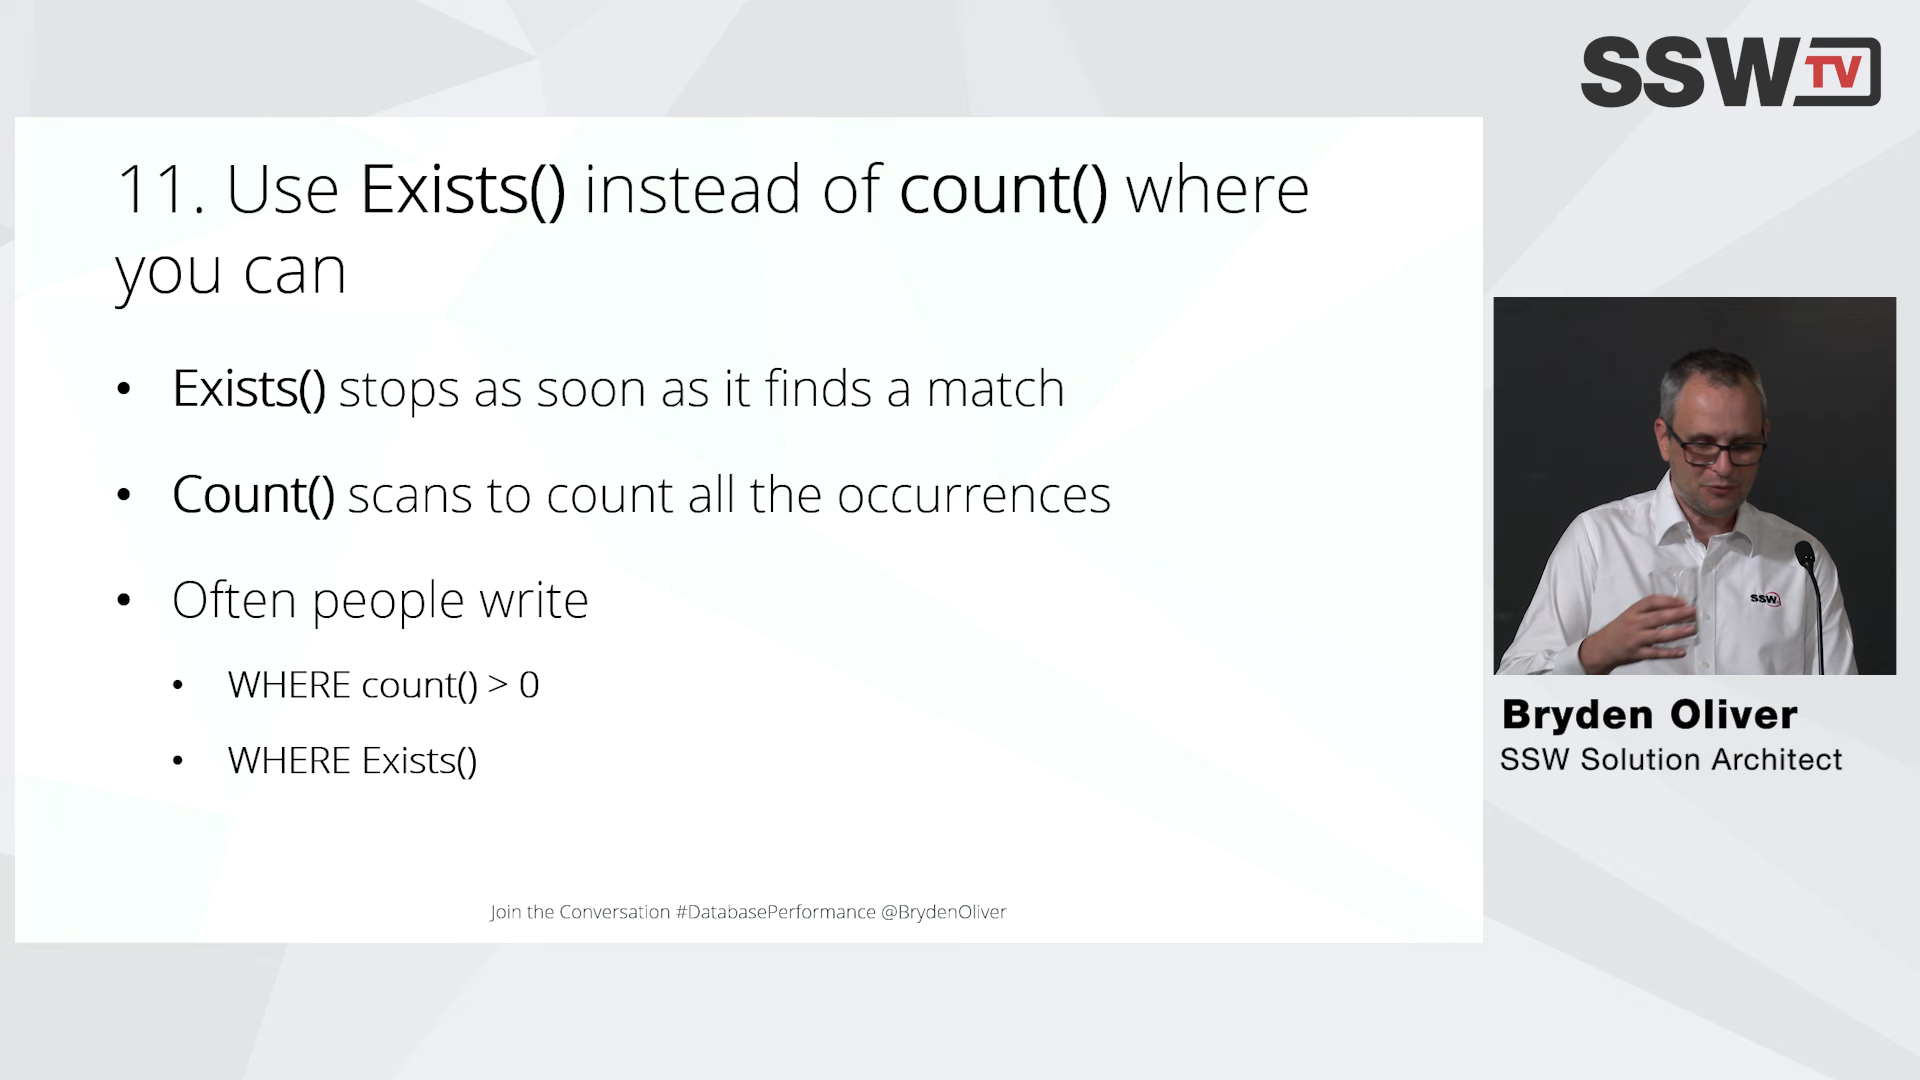 SSW TV
11. Use Exists() instead of count() where
you can
• Exists() stops as soon as it finds a match
• Count() scans to count all the occurrences
• Often people write
• WHERE count() > 0
• WHERE Exists()
Join the Conversation #DatabasePerformance @BrydenOliver
SSW
Bryden Oliver
SSW Solution Architect